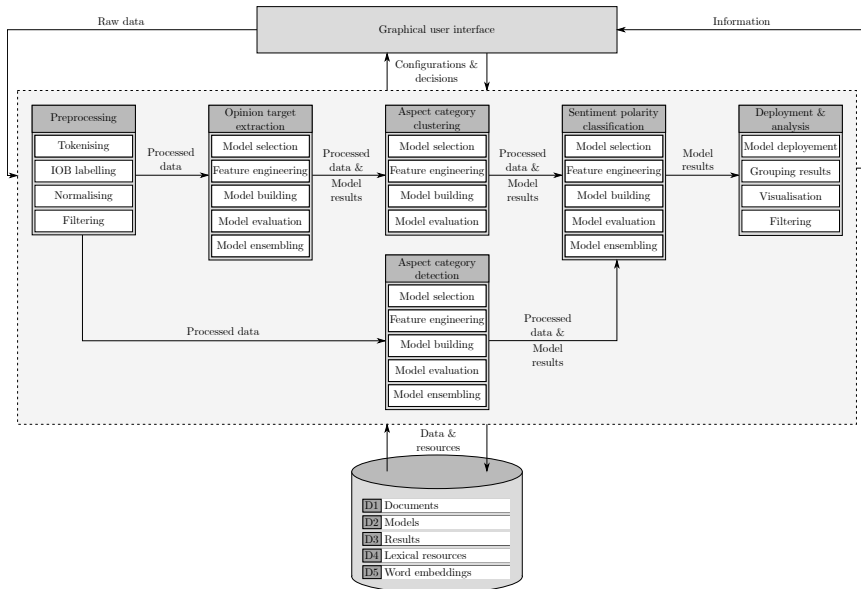 Raw data
Graphical user interface
Information
Configurations &
decisions
Preprocessing
Tokenising
IOB labelling
Normalising
Filtering
Processed
data
Opinion target
extraction
Model selection
Feature engineering
Model building
Model evaluation
Model ensembling
Processed
data &
Model
results
Aspect category
clustering
Model selection
Feature engineering
Model building
Model evaluation
Processed
data &
Model
results
Sentiment polarity
classification
Model selection
Feature engineering
Model building
Model evaluation
Model ensembling
Model
results
Deployment &
analysis
Model deployement
Grouping results
Visualisation
Filtering
Processed data
Aspect category
detection
Model selection
Feature engineering
Model building
Model evaluation
Model ensembling
Processed
data &
Model
results
Data &
resources
D1 Documents
D2 Models
D3 Results
D4 Lexical resources
D5 Word embeddings